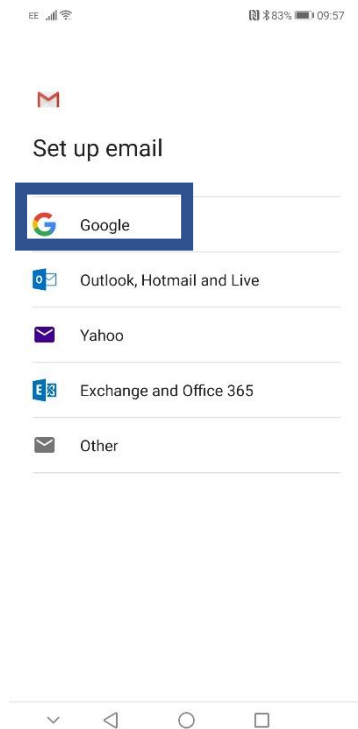 EE 83% 09:57
Set up email
Google
Outlook, Hotmail and Live
Yahoo
Exchange and Office 365
Other